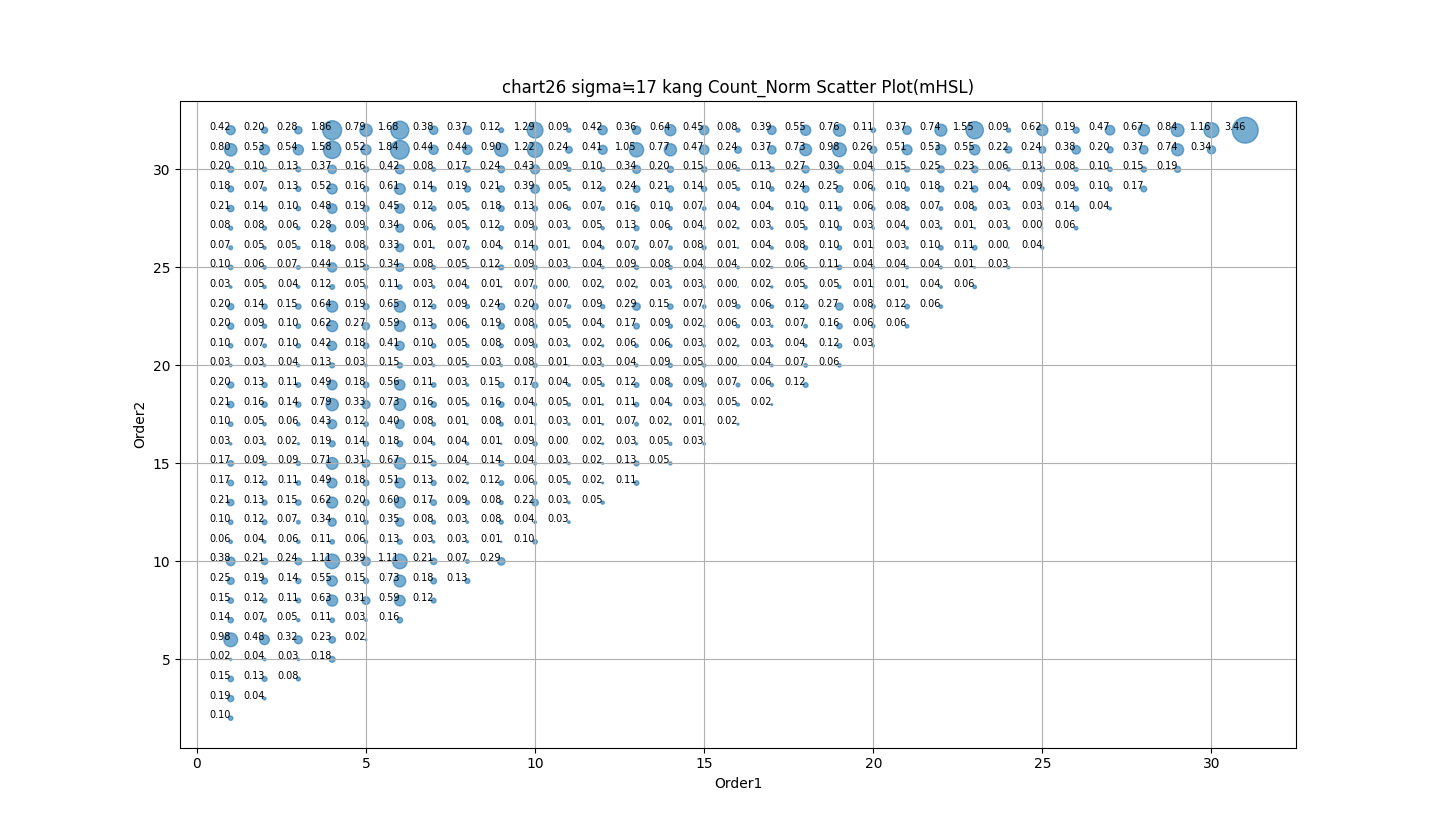 chart26 sigma≒17 kang Count_Norm Scatter Plot(mHSL)
0.42 0.20 0.28 1.86 0.79 1.68 0.38 0.37 0.12 1.29 0.09 0.42 0.36 0.64 0.45 0.08 0.39 0.55 0.76 0.11 0.37 0.74 1.55 0.09 0.62 0.19 0.47 0.67 0.84 1.16 3.46
0.80 0.53 0.54 1.58 0.52 1.84 0.44 0.44 0.90 1.22 0.24 0.41 1.05 0.77 0.47 0.24 0.37 0.73 0.98 0.26 0.51 0.53 0.55 0.22 0.24 0.38 0.20 0.37 0.74 0.34
30 0.20 0.10 0.13 0.37 0.16 0.42 0.08 0.17 0.24 0.43 0.09 0.10 0.34 0.20 0.15 0.06 0.13 0.27 0.30 0.04 0.15 0.25 0.23 0.06 0.13 0.08 0.10 0.15 0.19
0.18 0.07 0.13 0.52 0.16 0.61 0.14 0.19 0.21 0.39 0.05 0.12 0.24 0.21 0.14 0.05 0.10 0.24 0.25 0.06 0.10 0.18 0.21 0.04 0.09 0.09 0.10 0.17
0.21 0.14 0.10 0.48 0.19 0.45 0.12 0.05 0.18 0.13 0.06 0.07 0.16 0.10 0.07 0.04 0.04 0.10 0.11 0.06 0.08 0.07 0.08 0.03 0.03 0.14 0.04
0.08 0.08 0.06 0.28 0.09 0.34 0.06 0.05 0.12 0.09 0.03 0.05 0.13 0.06 0.04 0.02 0.03 0.05 0.10 0.03 0.04 0.03 0.01 0.03 0.00 0.06
0.07 0.05 0.05 0.18 0.08 0.33 0.01 0.07 0.04 0.14 0.01 0.04 0.07 0.07 0.08 0.01 0.04 0.08 0.10 0.01 0.03 0.10 0.11 0.00 0.04
25 0.10 0.06 0.07 0.44 0.15 0.34 0.08 0.05 0.12 0.09 0.03 0.04 0.09 0.08 0.04 0.04 0.02 0.06 0.11 0.04 0.04 0.04 0.01 0.03
0.03 0.05 0.04 0.12 0.05 0.11 0.03 0.04 0.01 0.07 0.00 0.02 0.02 0.03 0.03 0.00 0.02 0.05 0.05 0.01 0.01 0.04 0.06
0.20 0.14 0.15 0.64 0.19 0.65 0.12 0.09 0.24 0.20 0.07 0.09 0.29 0.15 0.07 0.09 0.06 0.12 0.27 0.08 0.12 0.06
0.20 0.09 0.10 0.62 0.27 0.59 0.13 0.06 0.19 0.08 0.05 0.04 0.17 0.09 0.02 0.06 0.03 0.07 0.16 0.06 0.06
0.10 0.07 0.10 0.42 0.18 0.41 0.10 0.05 0.08 0.09 0.03 0.02 0.06 0.06 0.03 0.02 0.03 0.04 0.12 0.03
20 0.03 0.03 0.04 0.13 0.03 0.15 0.03 0.05 0.03 0.08 0.01 0.03 0.04 0.09 0.05 0.00 0.04 0.07 0.06
0.20 0.13 0.11 0.49 0.18 0.56 0.11 0.03 0.15 0.17 0.04 0.05 0.12 0.08 0.09 0.07 0.06 0.12
0.21 0.16 0.14 0.79 0.33 0.73 0.16 0.05 0.16 0.04 0.05 0.01 0.11 0.04 0.03 0.05 0.02
0.10 0.05 0.06 0.43 0.12 0.40 0.08 0.01 0.08 0.01 0.03 0.01 0.07 0.02 0.01 0.02
0.03 0.03 0.02 0.19 0.14 0.18 0.04 0.04 0.01 0.09 0.00 0.02 0.03 0.05 0.03
15 0.17 0.09 0.09 0.71 0.31 0.67 0.15 0.04 0.14 0.04 0.03 0.02 0.13 0.05
0.17 0.12 0.11 0.49 0.18 0.51 0.13 0.02 0.12 0.06 0.05 0.02 0.11
0.21 0.13 0.15 0.62 0.20 0.60 0.17 0.09 0.08 0.22 0.03 0.05
0.10 0.12 0.07 0.34 0.10 0.35 0.08 0.03 0.08 0.04 0.03
0.06 0.04 0.06 0.11 0.06 0.13 0.03 0.03 0.01 0.10
10 0.38 0.21 0.24 1.11 0.39 1.11 0.21 0.07 0.29
0.25 0.19 0.14 0.55 0.15 0.73 0.18 0.13
0.15 0.12 0.11 0.63 0.31 0.59 0.12
0.14 0.07 0.05 0.11 0.03 0.16
0.98 0.48 0.32 0.23 0.02
5 0.02 0.04 0.03 0.18
0.15 0.13 0.08
0.19 0.04
0.10
0 5 10 15 20 25 30
Order1
Order2